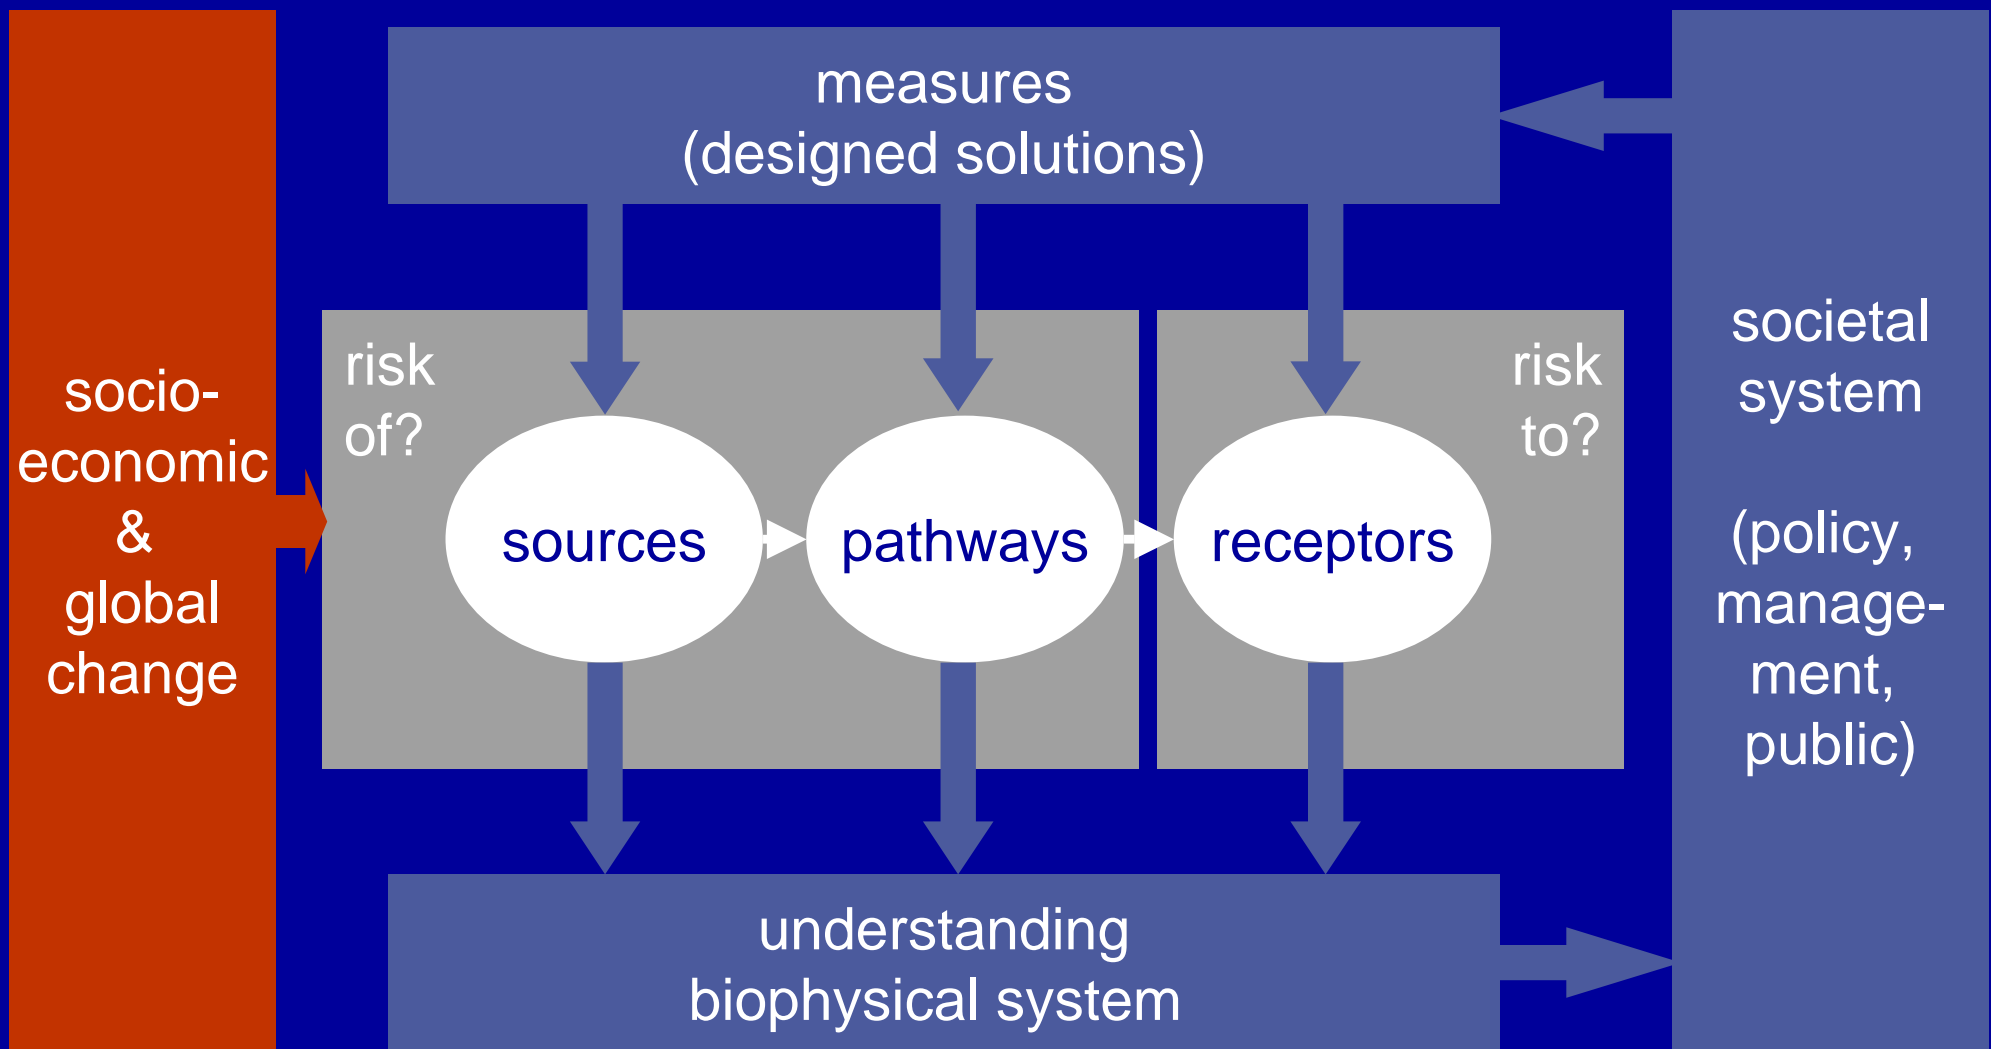 measures
(designed solutions)
socio-
economic
&
global
change
risk
of?
sources
pathways
receptors
risk
to?
societal
system
(policy,
manage-
ment,
public)
understanding
biophysical system